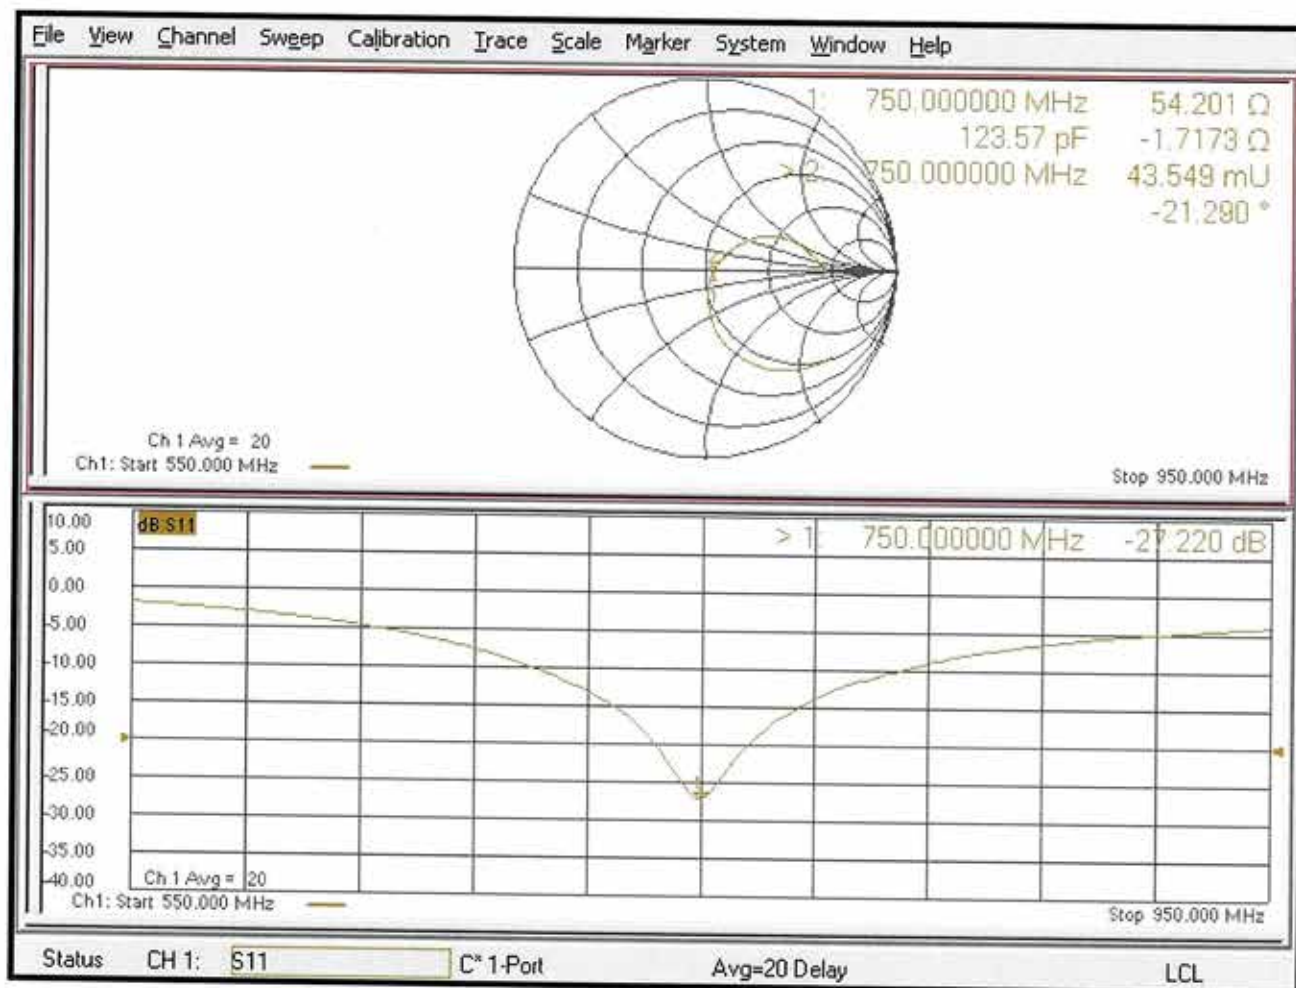 File View Channel Sweep Calibration Trace Scale Marker System Window Help
1: 750.000000 MHz 54.201 Ω
123.57 pF -1.7173 Ω
> 2: 750.000000 MHz 43.549 mU
-21.290 °
Ch 1 Avg = 20
Ch1: Start 550.000 MHz
Stop 950.000 MHz
10.00
dB S11
> 1: 750.000000 MHz -27.220 dB
5.00
0.00
-5.00
-10.00
-15.00
-20.00
-25.00
-30.00
-35.00
-40.00
Ch 1 Avg = 20
Ch1: Start 550.000 MHz
Stop 950.000 MHz
Status CH 1: S11 C* 1-Port Avg=20 Delay LCL